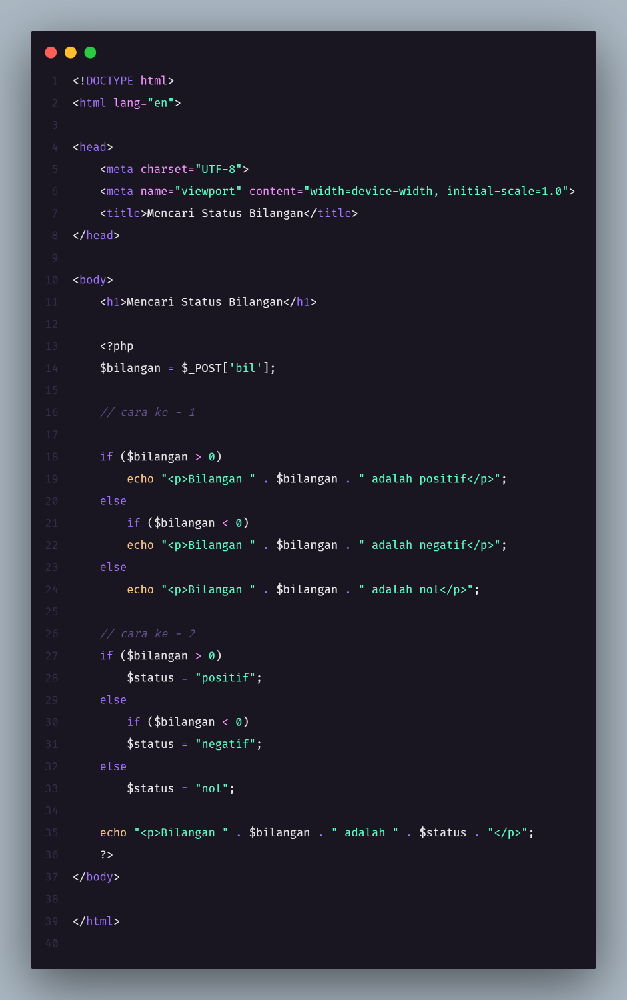 1 <!DOCTYPE html>
2 <html lang="en">
3
4 <head>
5     <meta charset="UTF-8">
6     <meta name="viewport" content="width=device-width, initial-scale=1.0">
7     <title>Mencari Status Bilangan</title>
8 </head>
9
10 <body>
11     <h1>Mencari Status Bilangan</h1>
12
13     <?php
14     $bilangan = $_POST['bil'];
15
16     // cara ke - 1
17
18     if ($bilangan > 0)
19         echo "<p>Bilangan " . $bilangan . " adalah positif</p>";
20     else
21         if ($bilangan < 0)
22         echo "<p>Bilangan " . $bilangan . " adalah negatif</p>";
23     else
24         echo "<p>Bilangan " . $bilangan . " adalah nol</p>";
25
26     // cara ke - 2
27     if ($bilangan > 0)
28         $status = "positif";
29     else
30         if ($bilangan < 0)
31         $status = "negatif";
32     else
33         $status = "nol";
34
35     echo "<p>Bilangan " . $bilangan . " adalah " . $status . "</p>";
36     ?>
37 </body>
38
39 </html>
40